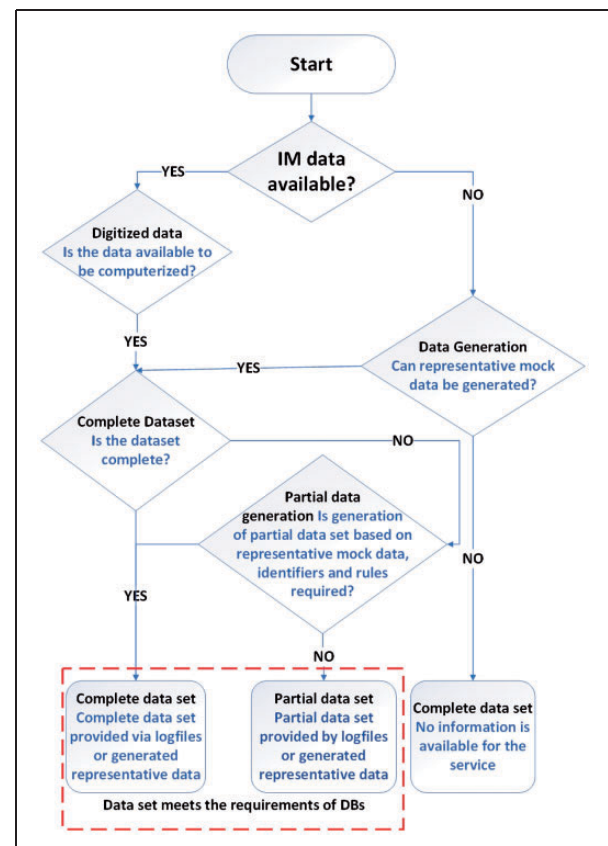 Start
IM data
available?
YES
NO
Digitized data
Is the data available to
be computerized?
YES
Data Generation
Can representative mock
data be generated?
YES
Complete Dataset
Is the dataset
complete?
NO
Partial data
generation Is generation
of partial data set based on
representative mock data,
identifiers and rules
required?
YES
NO
NO
Complete data set
Complete data set
provided via logfiles
or generated
representative data
Partial data set
Partial data set
provided by logfiles
or generated
representative data
Complete data set
No information is
available for the
service
Data set meets the requirements of DBs